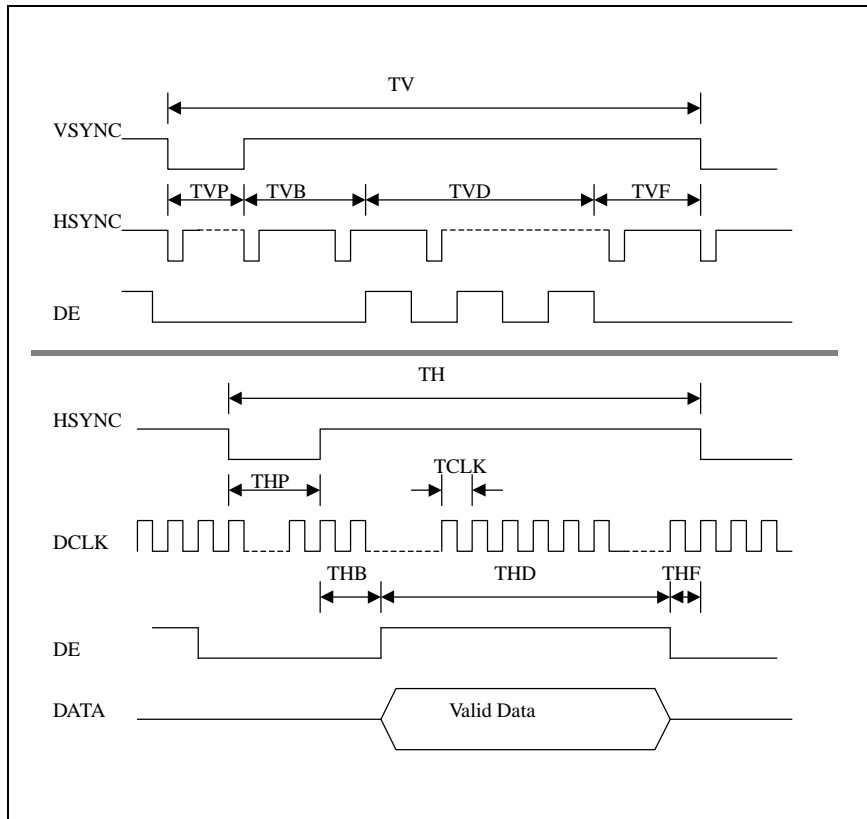 TV
VSYNC
TVP TVB TVD TVF
HSYNC
DE
TH
HSYNC
THP TCLK
DCLK
THB THD THF
DE
DATA Valid Data